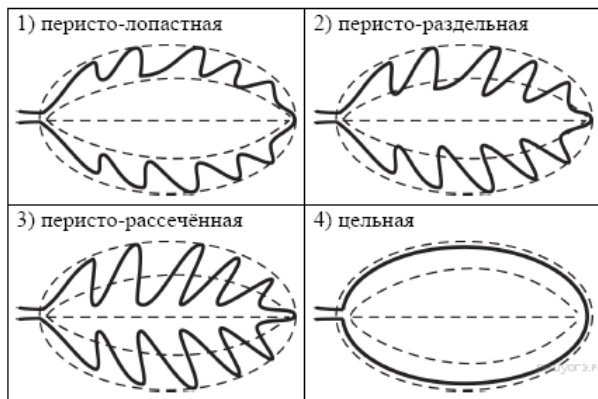 1) перисто-лопастная
2) перисто-раздельная
3) перисто-рассечённая
4) цельная